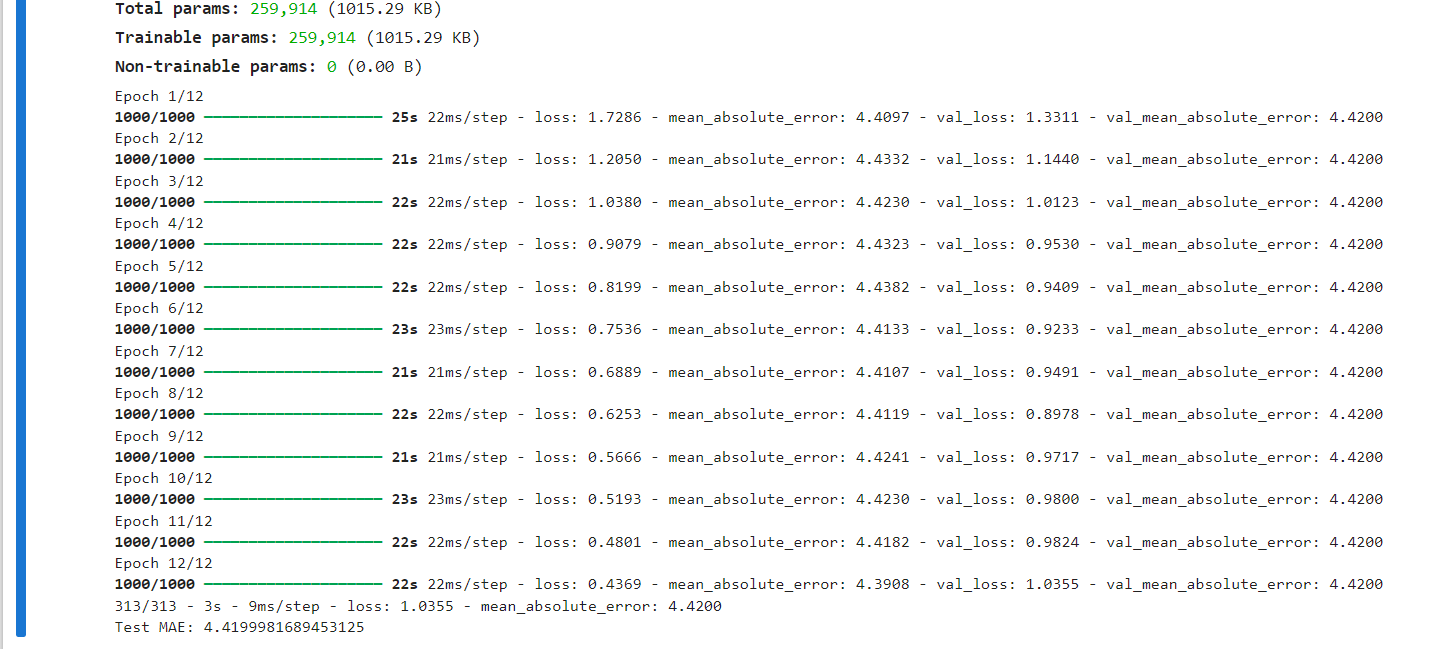 Total params: 259,914 (1015.29 KB)
Trainable params: 259,914 (1015.29 KB)
Non-trainable params: 0 (0.00 B)
Epoch 1/12
1000/1000 ━━━━━━━━━━━━━━━━━━━━ 25s 22ms/step - loss: 1.7286 - mean_absolute_error: 4.4097 - val_loss: 1.3311 - val_mean_absolute_error: 4.4200
Epoch 2/12
1000/1000 ━━━━━━━━━━━━━━━━━━━━ 21s 21ms/step - loss: 1.2050 - mean_absolute_error: 4.4332 - val_loss: 1.1440 - val_mean_absolute_error: 4.4200
Epoch 3/12
1000/1000 ━━━━━━━━━━━━━━━━━━━━ 22s 22ms/step - loss: 1.0380 - mean_absolute_error: 4.4230 - val_loss: 1.0123 - val_mean_absolute_error: 4.4200
Epoch 4/12
1000/1000 ━━━━━━━━━━━━━━━━━━━━ 22s 22ms/step - loss: 0.9079 - mean_absolute_error: 4.4323 - val_loss: 0.9530 - val_mean_absolute_error: 4.4200
Epoch 5/12
1000/1000 ━━━━━━━━━━━━━━━━━━━━ 22s 22ms/step - loss: 0.8199 - mean_absolute_error: 4.4382 - val_loss: 0.9409 - val_mean_absolute_error: 4.4200
Epoch 6/12
1000/1000 ━━━━━━━━━━━━━━━━━━━━ 23s 23ms/step - loss: 0.7536 - mean_absolute_error: 4.4133 - val_loss: 0.9233 - val_mean_absolute_error: 4.4200
Epoch 7/12
1000/1000 ━━━━━━━━━━━━━━━━━━━━ 21s 21ms/step - loss: 0.6889 - mean_absolute_error: 4.4107 - val_loss: 0.9491 - val_mean_absolute_error: 4.4200
Epoch 8/12
1000/1000 ━━━━━━━━━━━━━━━━━━━━ 22s 22ms/step - loss: 0.6253 - mean_absolute_error: 4.4119 - val_loss: 0.8978 - val_mean_absolute_error: 4.4200
Epoch 9/12
1000/1000 ━━━━━━━━━━━━━━━━━━━━ 21s 21ms/step - loss: 0.5666 - mean_absolute_error: 4.4241 - val_loss: 0.9717 - val_mean_absolute_error: 4.4200
Epoch 10/12
1000/1000 ━━━━━━━━━━━━━━━━━━━━ 23s 23ms/step - loss: 0.5193 - mean_absolute_error: 4.4230 - val_loss: 0.9800 - val_mean_absolute_error: 4.4200
Epoch 11/12
1000/1000 ━━━━━━━━━━━━━━━━━━━━ 22s 22ms/step - loss: 0.4801 - mean_absolute_error: 4.4182 - val_loss: 0.9824 - val_mean_absolute_error: 4.4200
Epoch 12/12
1000/1000 ━━━━━━━━━━━━━━━━━━━━ 22s 22ms/step - loss: 0.4369 - mean_absolute_error: 4.3908 - val_loss: 1.0355 - val_mean_absolute_error: 4.4200
313/313 - 3s - 9ms/step - loss: 1.0355 - mean_absolute_error: 4.4200
Test MAE: 4.4199981689453125